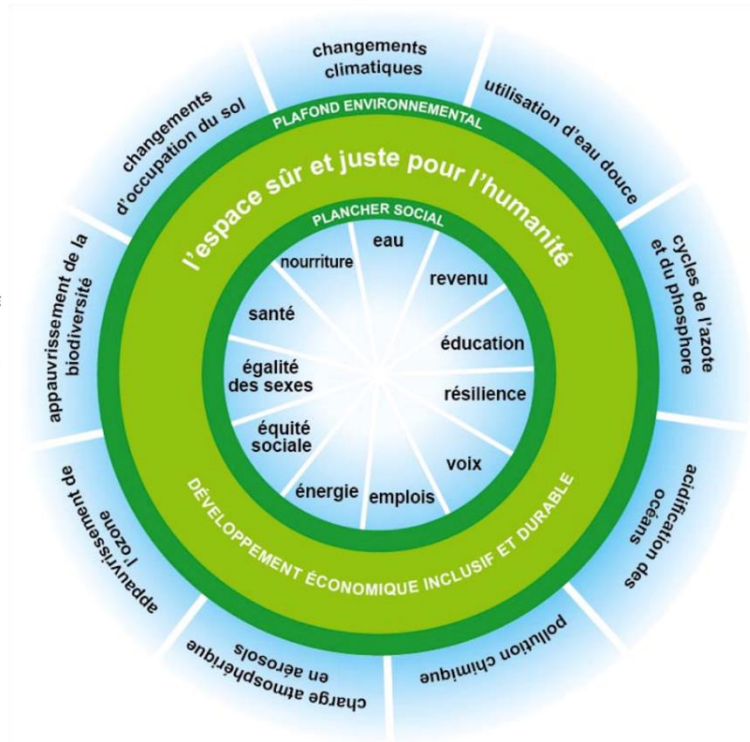 changements
climatiques
utilisation d'eau douce
cycles de l'azote
et du phosphore
acidification des
océans
pollution chimique
charge atmosphérique
en aérosols
appauvrissement de
l'ozone
appauvrissement de la
biodiversité
changements
d'occupation du sol
PLAFOND ENVIRONNEMENTAL
l'espace sûr et juste pour l'humanité
PLANCHER SOCIAL
eau
revenu
éducation
résilience
voix
emplois
énergie
équité
sociale
égalité
des sexes
santé
nourriture
DÉVELOPPEMENT ÉCONOMIQUE INCLUSIF ET DURABLE